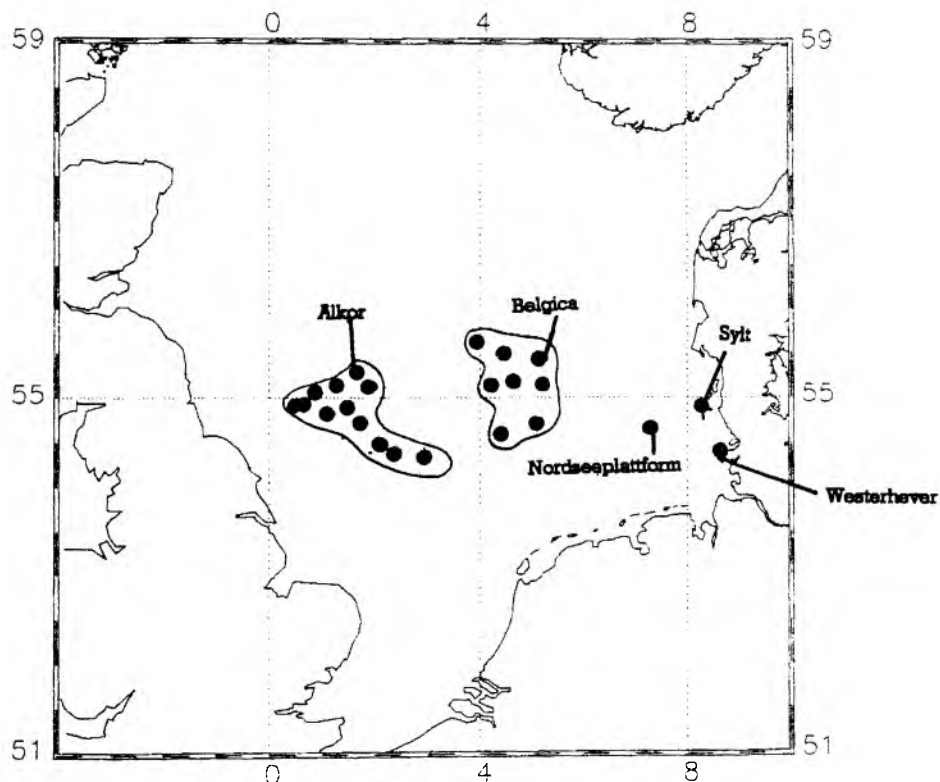 0 4 8
59 59
Alkor
Belgica
Sylt
55 55
Nordseeplattform
Westerhever
51 51
0 4 8